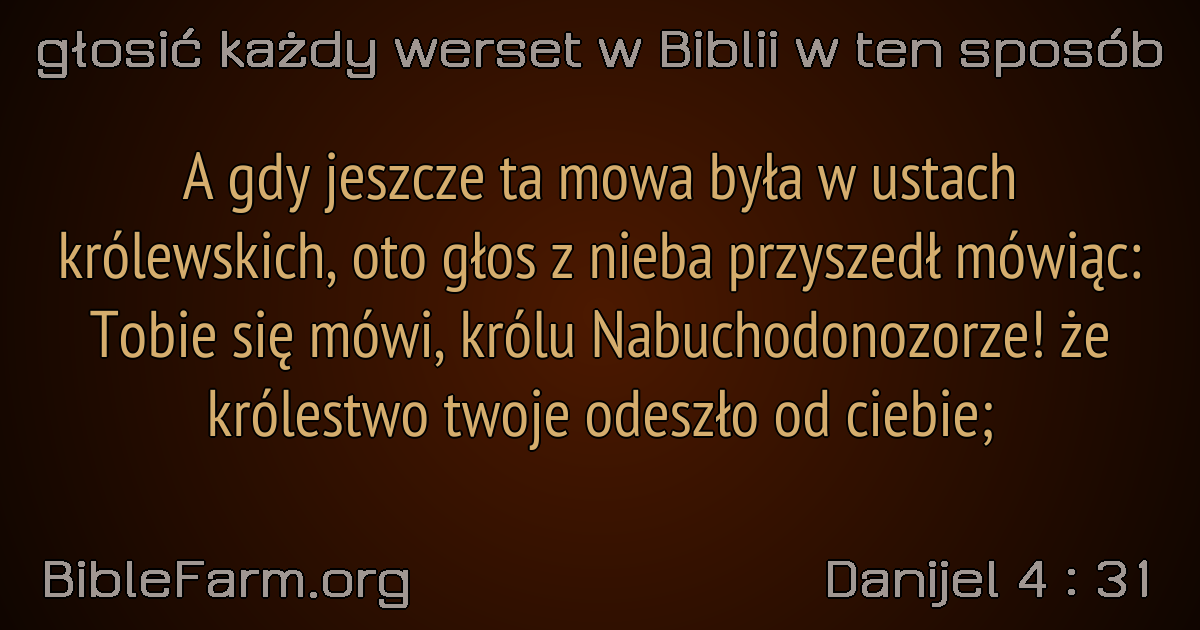 głosić każdy werset w Biblii w ten sposób
A gdy jeszcze ta mowa była w ustach
królewskich, oto głos z nieba przyszedł mówiąc:
Tobie się mówi, królu Nabuchodonozorze! że
królestwo twoje odeszło od ciebie;
BibleFarm.org
Danijel 4 : 31